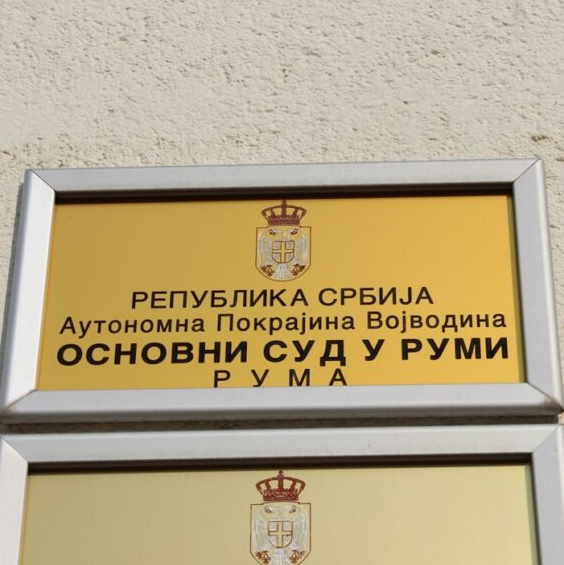 РЕПУБЛИКА СРБИЈА
Аутономна Покрајина Војводина
ОСНОВНИ СУД У РУМИ
РУМА